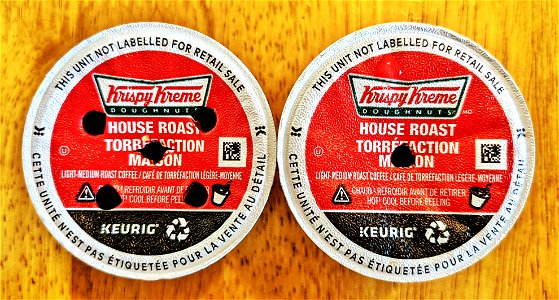 THIS UNIT NOT LABELLED FOR RETAIL SALE
Krispy Kreme
DOUGHNUTS
HOUSE ROAST
TORRÉFACTION
MAISON
LIGHT-MEDIUM ROAST COFFEE / CAFÉ DE TORRÉFACTION LÉGÈRE-MOYENNE
REFROIDIR AVANT DE
HOT! COOL BEFORE PEELING
KEURIG
CETTE UNITÉ N'EST PAS ÉTIQUETÉE POUR LA VENTE AU DÉTAIL
THIS UNIT NOT LABELLED FOR RETAIL SALE
Krispy Kreme
DOUGHNUTS MD
HOUSE ROAST
TORRÉFACTION
MAISON
LIGHT-MEDIUM ROAST COFFEE / CAFÉ DE TORRÉFACTION LÉGÈRE-MOYENNE
CHAUD! REFROIDIR AVANT DE RETIRER
HOT! COOL BEFORE PEELING
KEURIG
CETTE UNITÉ N'EST PAS ÉTIQUETÉE POUR LA VENTE AU DÉTAIL